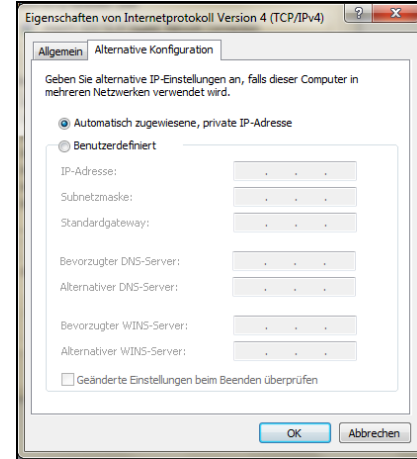 Eigenschaften von Internetprotokoll Version 4 (TCP/IPv4)
Allgemein
Alternative Konfiguration
Geben Sie alternative IP-Einstellungen an, falls dieser Computer in
mehreren Netzwerken verwendet wird.
Automatisch zugewiesene, private IP-Adresse
Benutzerdefiniert
IP-Adresse:
Subnetzmaske:
Standardgateway:
Bevorzugter DNS-Server:
Alternativer DNS-Server:
Bevorzugter WINS-Server:
Alternativer WINS-Server:
Geänderte Einstellungen beim Beenden überprüfen
OK
Abbrechen